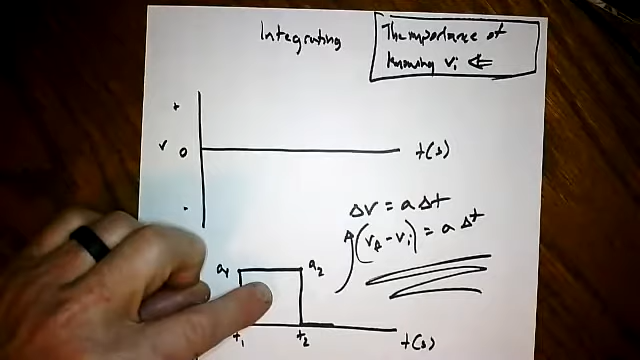 Integrating
The importance of
knowing vi ⇐
+
v 0 t(s)
-
Δv = aΔt
(vf - vi) = aΔt
a1 a2
t1 t2 t(s)